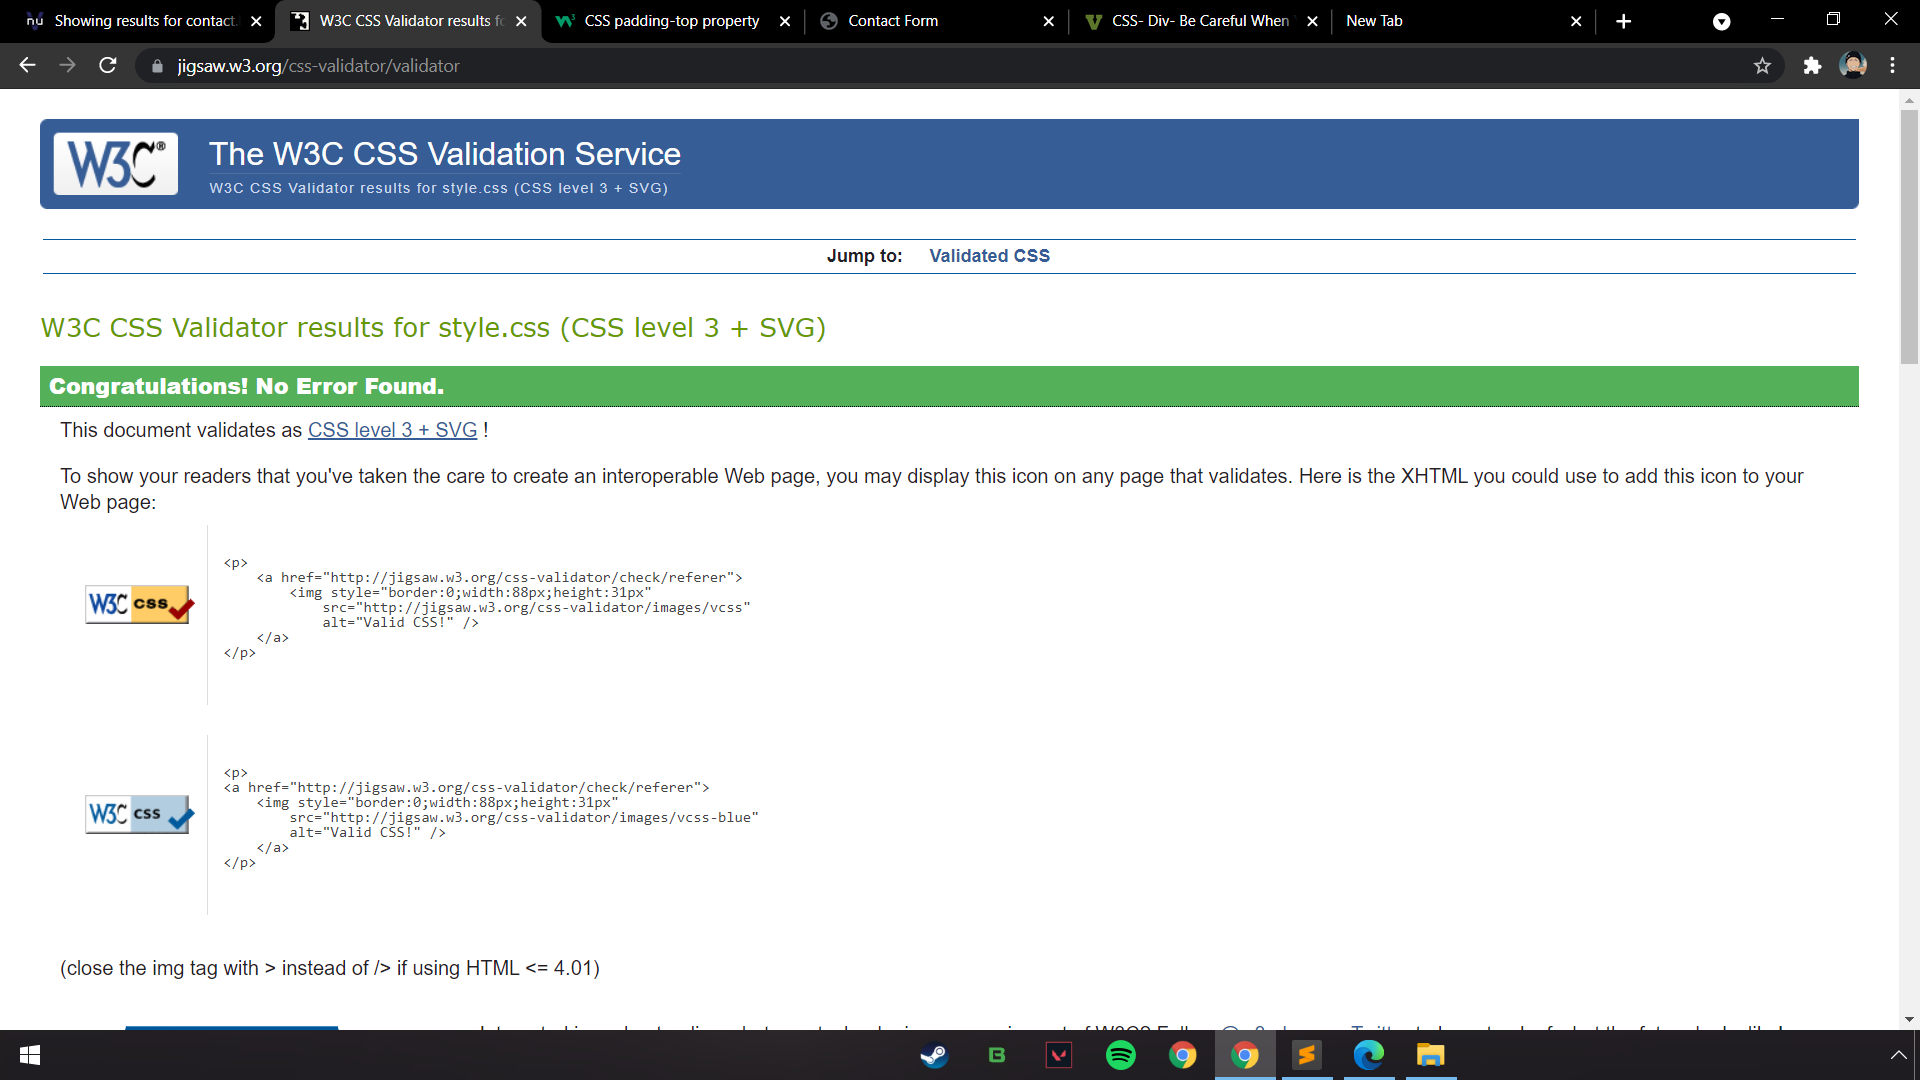 Showing results for contact
W3C CSS Validator results fo
CSS padding-top property
Contact Form
CSS- Div- Be Careful When
New Tab
jigsaw.w3.org/css-validator/validator
W3C®
The W3C CSS Validation Service
W3C CSS Validator results for style.css (CSS level 3 + SVG)
Jump to: Validated CSS
W3C CSS Validator results for style.css (CSS level 3 + SVG)
Congratulations! No Error Found.
This document validates as CSS level 3 + SVG !
To show your readers that you've taken the care to create an interoperable Web page, you may display this icon on any page that validates. Here is the XHTML you could use to add this icon to your
Web page:
W3C css
<p>
<a href="http://jigsaw.w3.org/css-validator/check/referer">
<img style="border:0;width:88px;height:31px"
src="http://jigsaw.w3.org/css-validator/images/vcss"
alt="Valid CSS!" />
</a>
</p>
W3C css
<p>
<a href="http://jigsaw.w3.org/css-validator/check/referer">
<img style="border:0;width:88px;height:31px"
src="http://jigsaw.w3.org/css-validator/images/vcss-blue"
alt="Valid CSS!" />
</a>
</p>
(close the img tag with > instead of /> if using HTML <= 4.01)